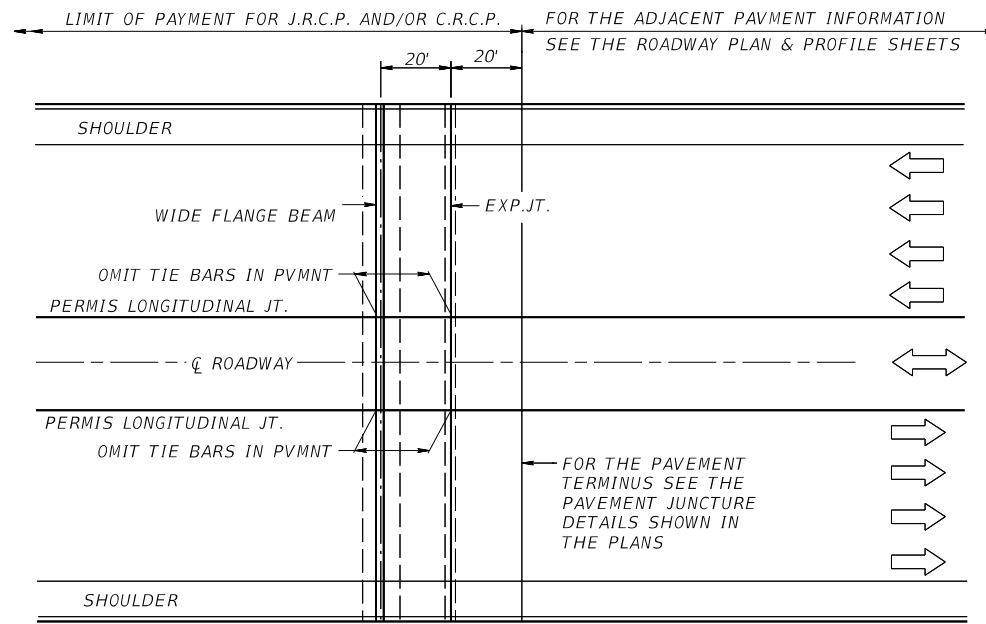 LIMIT OF PAYMENT FOR J.R.C.P. AND/OR C.R.C.P.
FOR THE ADJACENT PAVMENT INFORMATION
SEE THE ROADWAY PLAN & PROFILE SHEETS
20'
20'
SHOULDER
WIDE FLANGE BEAM
EXP.JT.
OMIT TIE BARS IN PVMNT
PERMIS LONGITUDINAL JT.
℄ ROADWAY
PERMIS LONGITUDINAL JT.
OMIT TIE BARS IN PVMNT
FOR THE PAVEMENT
TERMINUS SEE THE
PAVEMENT JUNCTURE
DETAILS SHOWN IN
THE PLANS
SHOULDER